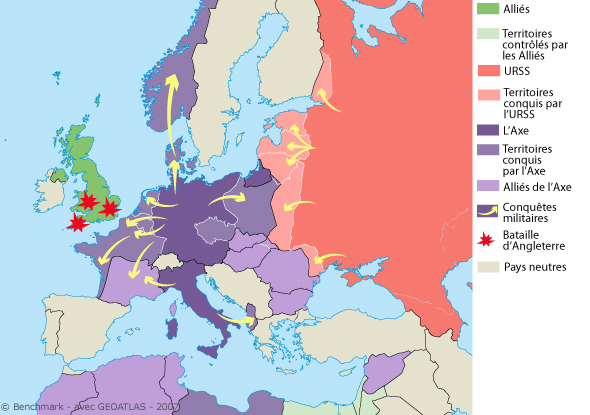 Alliés
Territoires
contrôlés par
les Alliés
URSS
Territoires
conquis par
l'URSS
L'Axe
Territoires
conquis
par l'Axe
Alliés de l'Axe
Conquêtes
militaires
Bataille
d'Angleterre
Pays neutres
© Benchmark - avec GEOATLAS - 2007